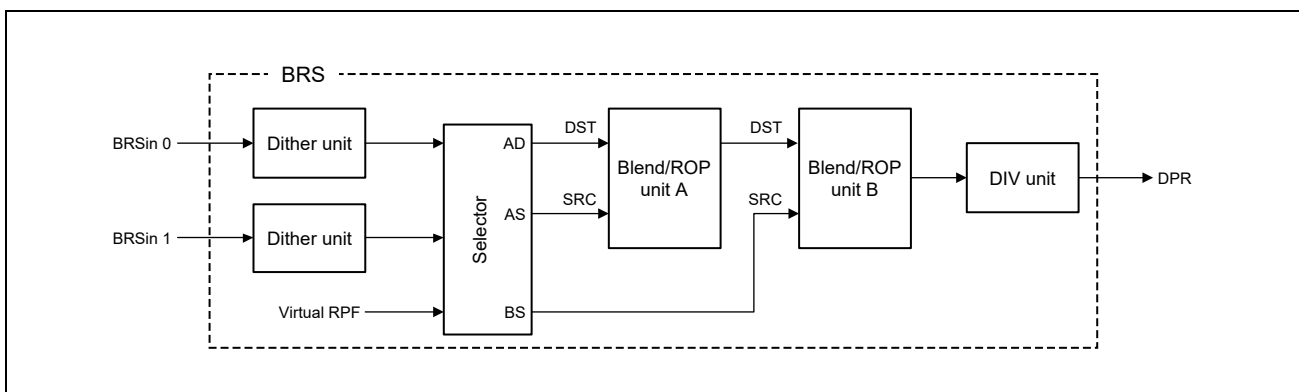 BRS
BRSin 0
Dither unit
AD
DST
Blend/ROP
unit A
DST
Blend/ROP
unit B
DIV unit
DPR
BRSin 1
Dither unit
Selector
AS
SRC
SRC
Virtual RPF
BS